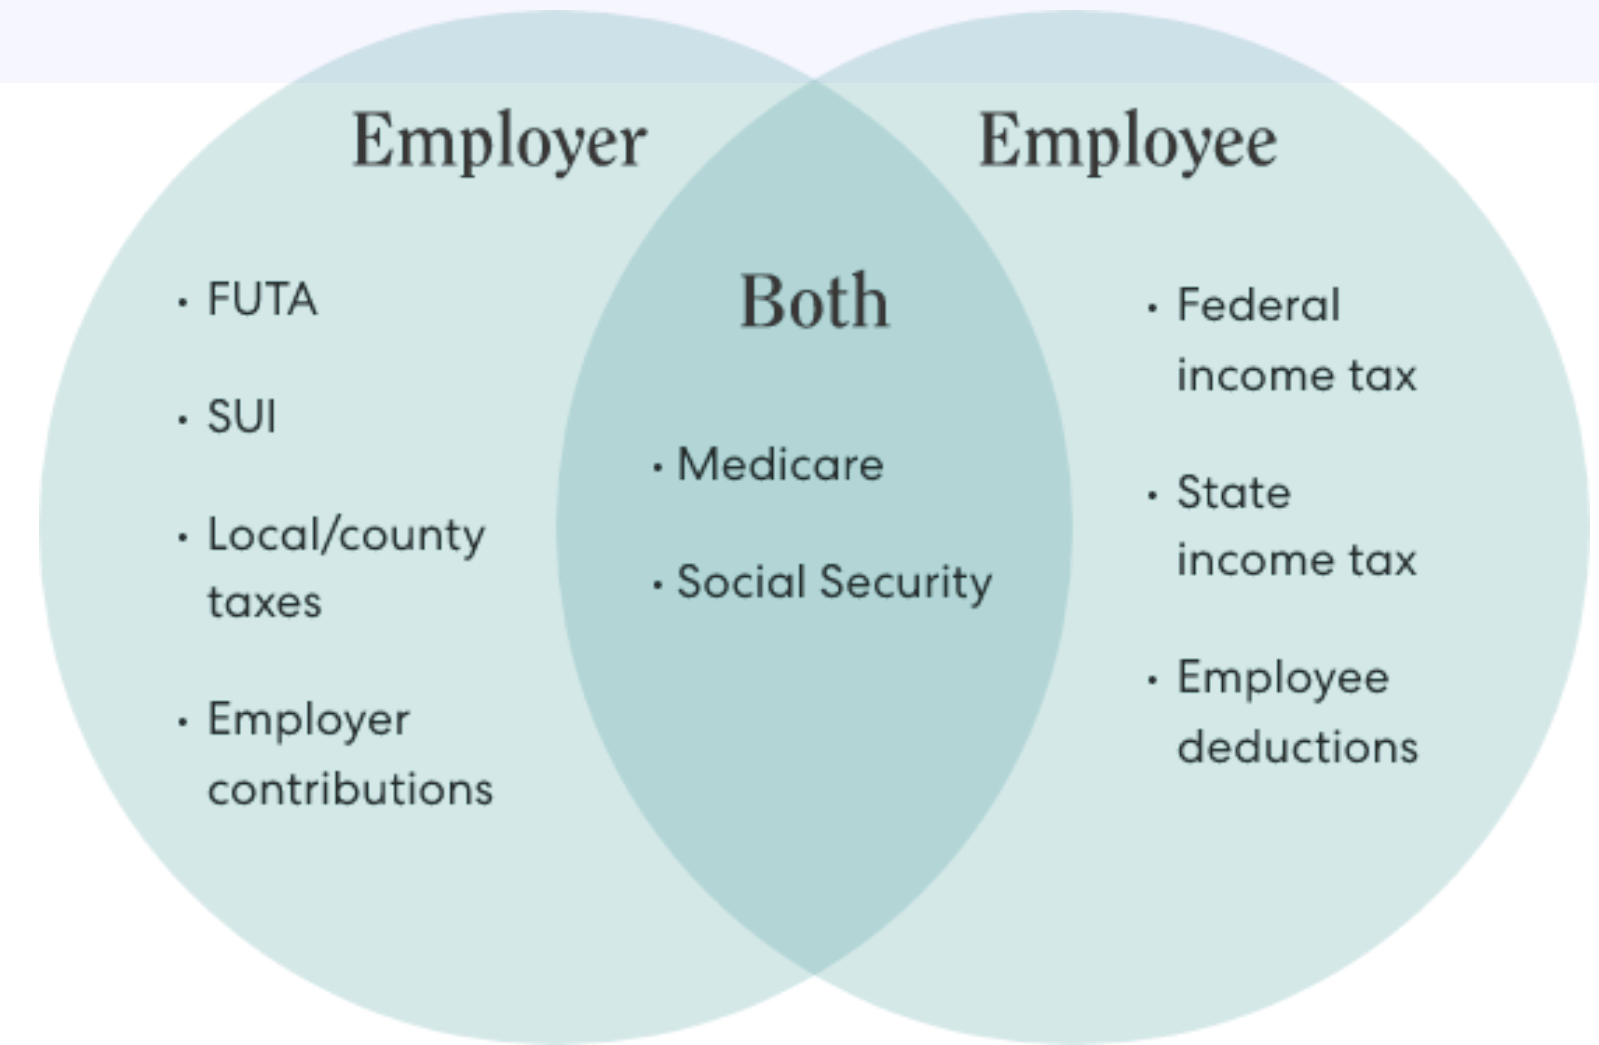 Employer
• FUTA
• SUI
• Local/county
taxes
• Employer
contributions
Both
• Medicare
• Social Security
Employee
• Federal
income tax
• State
income tax
• Employee
deductions